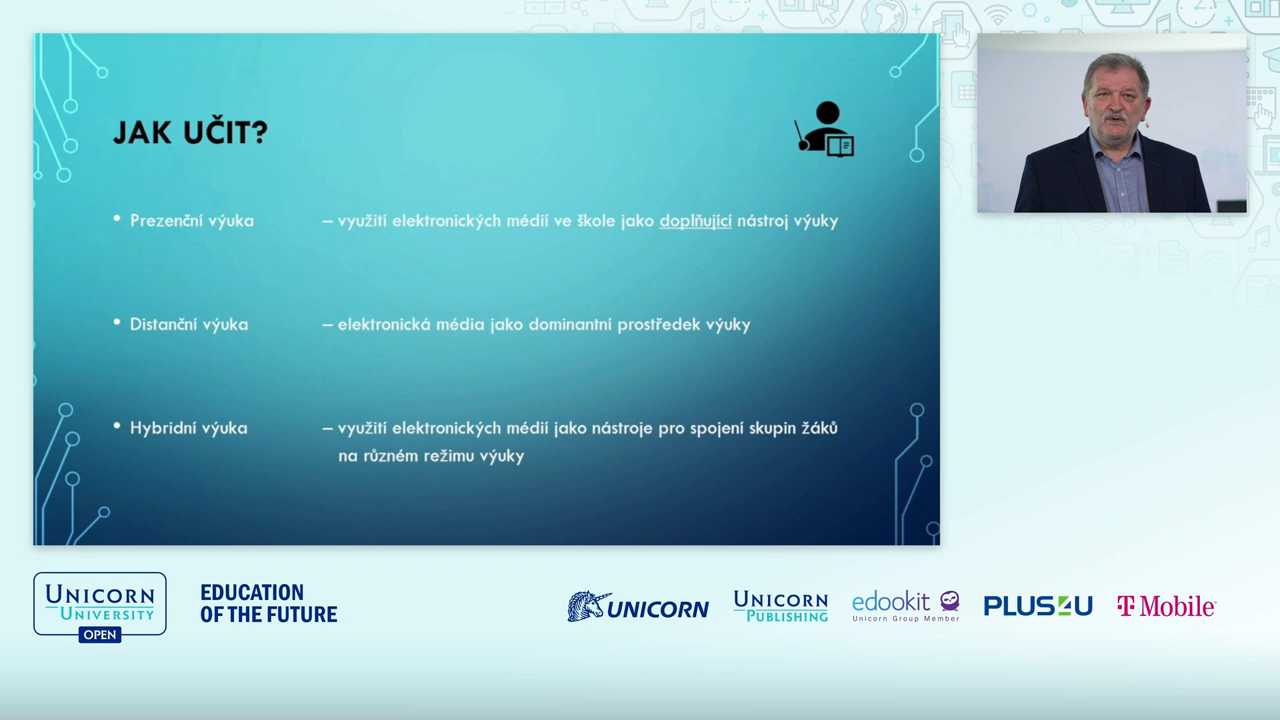 JAK UČIT?
• Prezenční výuka – využití elektronických médií ve škole jako doplňující nástroj výuky
• Distanční výuka – elektronická média jako dominantní prostředek výuky
• Hybridní výuka – využití elektronických médií jako nástroje pro spojení skupin žáků
na různém režimu výuky
UNICORN
UNIVERSITY
OPEN
EDUCATION
OF THE FUTURE
UNICORN
UNICORN
PUBLISHING
edookit
Unicorn Group Member
PLUS4U
T Mobile